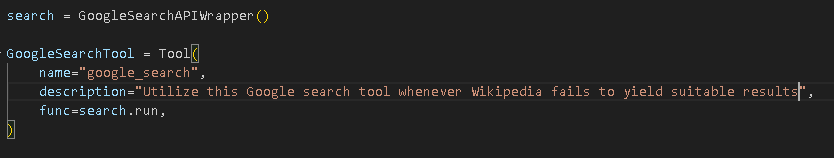 search = GoogleSearchAPIWrapper()
GoogleSearchTool = Tool(
name="google_search",
description="Utilize this Google search tool whenever Wikipedia fails to yield suitable results",
func=search.run,
)